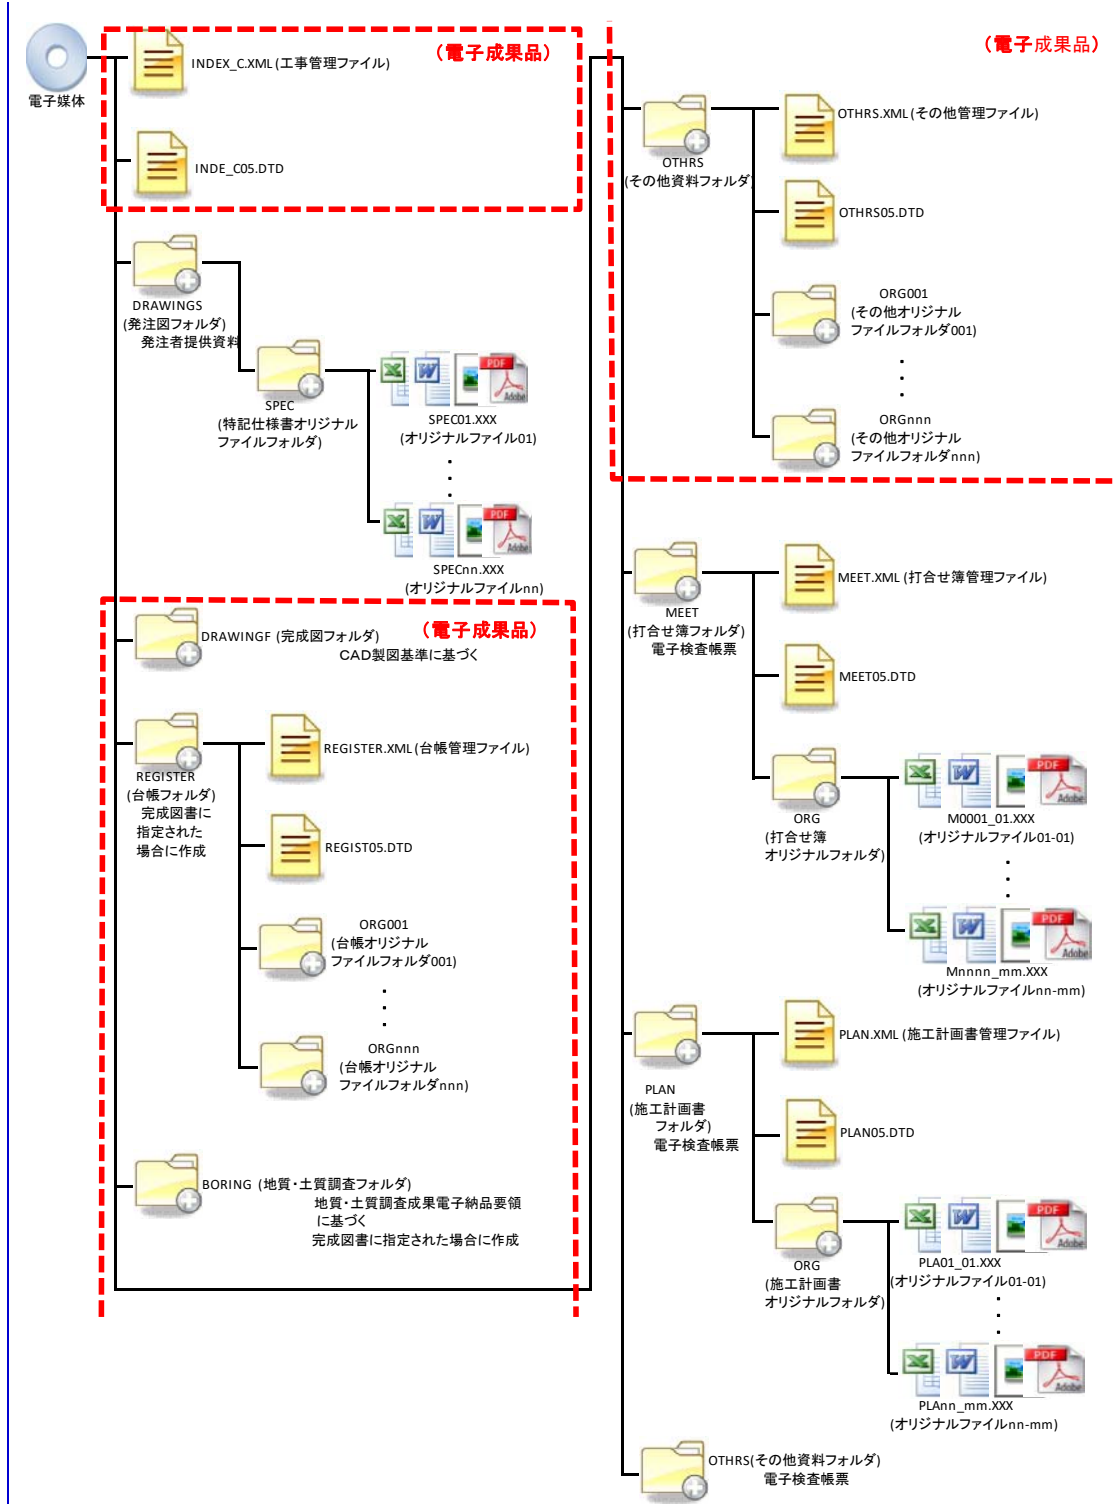 電子媒体
(電子成果品)
INDEX_C.XML(工事管理ファイル)
INDE_C05.DTD
DRAWINGS
(発注図フォルダ)
発注者提供資料
SPEC
(特記仕様書オリジナル
ファイルフォルダ)
PDF
Adobe
SPEC01.XXX
(オリジナルファイル01)
・
・
・
PDF
Adobe
SPECnn.XXX
(オリジナルファイルnn)
(電子成果品)
DRAWINGF (完成図フォルダ)
CAD製図基準に基づく
REGISTER
(台帳フォルダ)
完成図書に
指定された
場合に作成
REGISTER.XML(台帳管理ファイル)
REGIST05.DTD
ORG001
(台帳オリジナル
ファイルフォルダ001)
・
・
・
ORGnnn
(台帳オリジナル
ファイルフォルダnnn)
BORING (地質・土質調査フォルダ)
地質・土質調査成果電子納品要領
に基づく
完成図書に指定された場合に作成
(電子成果品)
OTHRS
(その他資料フォルダ)
OTHRS.XML(その他管理ファイル)
OTHRS05.DTD
ORG001
(その他オリジナル
ファイルフォルダ001)
・
・
・
ORGnnn
(その他オリジナル
ファイルフォルダnnn)
MEET
(打合せ簿フォルダ)
電子検査帳票
MEET.XML(打合せ簿管理ファイル)
MEET05.DTD
ORG
(打合せ簿
オリジナルフォルダ)
PDF
Adobe
M0001_01.XXX
(オリジナルファイル01-01)
・
・
・
PDF
Adobe
Mnnnn_mm.XXX
(オリジナルファイルnn-mm)
PLAN
(施工計画書
フォルダ)
電子検査帳票
PLAN.XML(施工計画書管理ファイル)
PLAN05.DTD
ORG
(施工計画書
オリジナルフォルダ)
PDF
Adobe
PLA01_01.XXX
(オリジナルファイル01-01)
・
・
・
PDF
Adobe
PLAnn_mm.XXX
(オリジナルファイルnn-mm)
OTHRS(その他資料フォルダ)
電子検査帳票